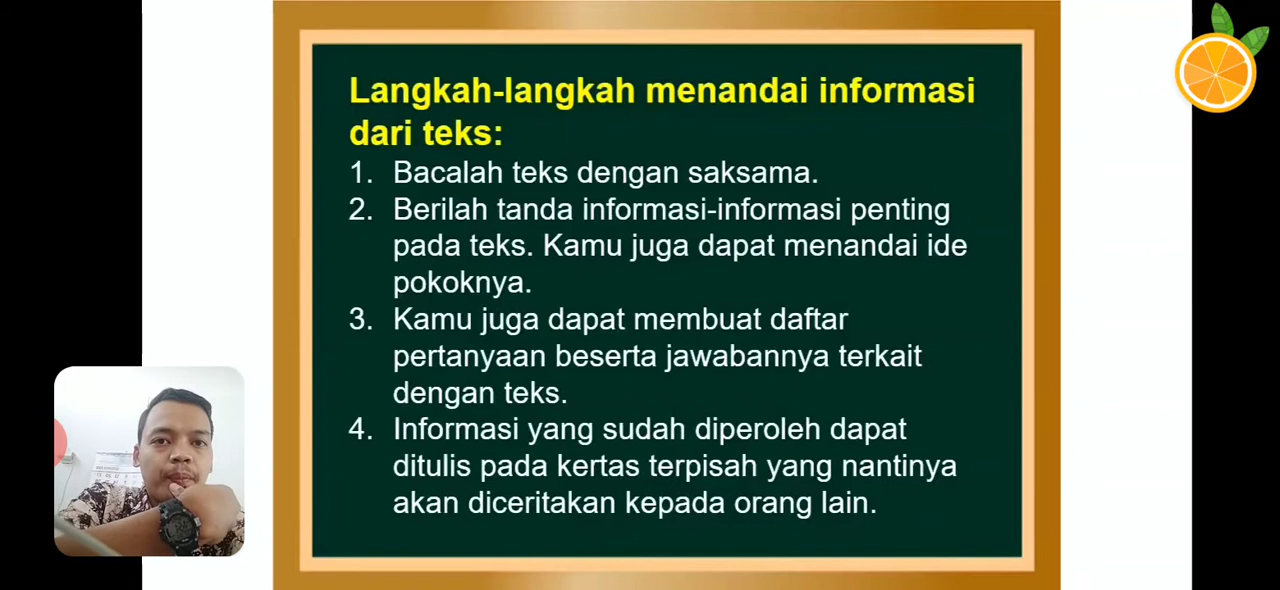 Langkah-langkah menandai informasi
dari teks:
1. Bacalah teks dengan saksama.
2. Berilah tanda informasi-informasi penting
pada teks. Kamu juga dapat menandai ide
pokoknya.
3. Kamu juga dapat membuat daftar
pertanyaan beserta jawabannya terkait
dengan teks.
4. Informasi yang sudah diperoleh dapat
ditulis pada kertas terpisah yang nantinya
akan diceritakan kepada orang lain.